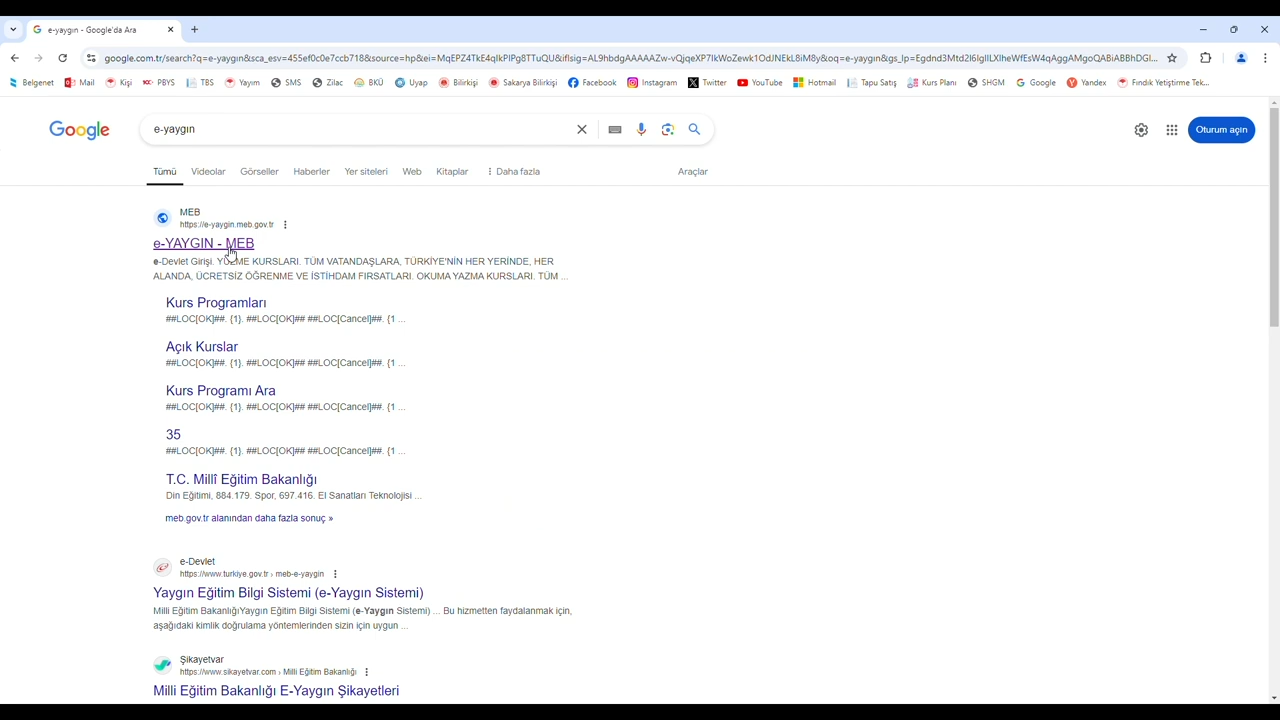 e-yaygın - Google'da Ara
google.com.tr/search?q=e-yaygın&sca_esv=455ef0c0e7ccb718&source=hp&ei=MqEPZ4TkE4qlkPIPg8TTuQU&iflsig=AL9hbdgAAAAAZw-vQjqeXP7IkWoZewk1OdJNEkL8iM8y&oq=e-yaygın&gs_lp=Egdnd3Mtd2l6IgllLXlheWfEsW4qAggAMgoQABiABBhDGI...
Belgenet Mail Kişi PBYS TBS Yayım SMS Zilac BKÜ Uyap Bilirkişi Sakarya Bilirkişi Facebook Instagram Twitter YouTube Hotmail Tapu Satış Kurs Planı SHGM Google Yandex Fındık Yetiştirme Tek...
Google
e-yaygın
Oturum açın
Tümü Videolar Görseller Haberler Yer siteleri Web Kitaplar Daha fazla Araçlar
MEB
https://e-yaygin.meb.gov.tr
e-YAYGIN - MEB
e-Devlet Girişi. YÜZME KURSLARI. TÜM VATANDAŞLARA, TÜRKİYE'NİN HER YERİNDE, HER
ALANDA, ÜCRETSİZ ÖĞRENME VE İSTİHDAM FIRSATLARI. OKUMA YAZMA KURSLARI. TÜM ...
Kurs Programları
##LOC[OK]##. {1}. ##LOC[OK]## ##LOC[Cancel]##. {1 ...
Açık Kurslar
##LOC[OK]##. {1}. ##LOC[OK]## ##LOC[Cancel]##. {1 ...
Kurs Programı Ara
##LOC[OK]##. {1}. ##LOC[OK]## ##LOC[Cancel]##. {1 ...
35
##LOC[OK]##. {1}. ##LOC[OK]## ##LOC[Cancel]##. {1 ...
T.C. Millî Eğitim Bakanlığı
Din Eğitimi, 884.179. Spor, 697.416. El Sanatları Teknolojisi ...
meb.gov.tr alanından daha fazla sonuç »
e-Devlet
https://www.turkiye.gov.tr › meb-e-yaygin
Yaygın Eğitim Bilgi Sistemi (e-Yaygın Sistemi)
Milli Eğitim BakanlığıYaygın Eğitim Bilgi Sistemi (e-Yaygın Sistemi) ... Bu hizmetten faydalanmak için,
aşağıdaki kimlik doğrulama yöntemlerinden sizin için uygun ...
Şikayetvar
https://www.sikayetvar.com › Milli Eğitim Bakanlığı
Milli Eğitim Bakanlığı E-Yaygın Şikayetleri